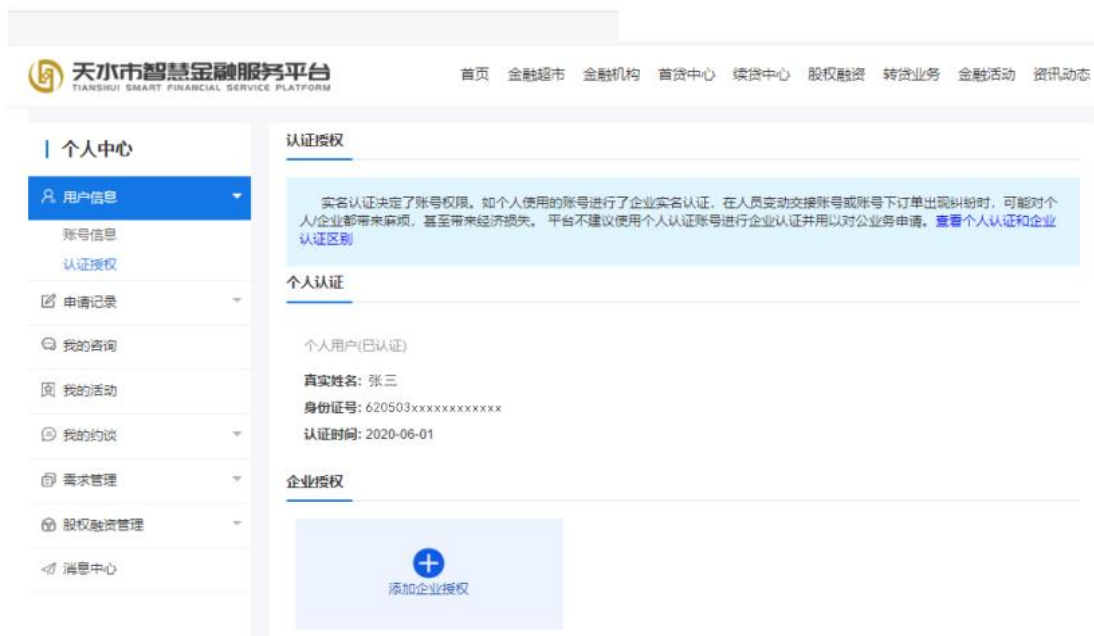 天水市智慧金融服务平台
TIANSHUI SMART FINANCIAL SERVICE PLATFORM
首页 金融超市 金融机构 首贷中心 续贷中心 股权融资 转贷业务 金融活动 资讯动态
个人中心
用户信息
账号信息
认证授权
申请记录
我的咨询
我的活动
我的约谈
需求管理
股权融资管理
消息中心
认证授权
实名认证决定了账号权限。如个人使用的账号进行了企业实名认证，在人员变动交接账号或账号下订单出现纠纷时，可能对个
人/企业都带来麻烦，甚至带来经济损失。 平台不建议使用个人认证账号进行企业认证并用以对公业务申请。查看个人认证和企业
认证区别
个人认证
个人用户(已认证)
真实姓名: 张三
身份证号: 620503xxxxxxxxxxxx
认证时间: 2020-06-01
企业授权
添加企业授权